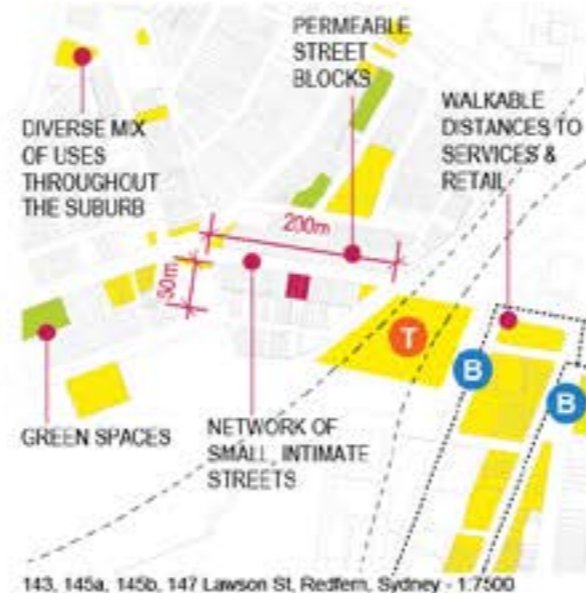 PERMEABLE
STREET
BLOCKS
WALKABLE
DISTANCES TO
SERVICES &
RETAIL
DIVERSE MIX
OF USES
THROUGHOUT
THE SUBURB
200m
50m
T
B
B
GREEN SPACES
NETWORK OF
SMALL, INTIMATE
STREETS
143, 145a, 145b, 147 Lawson St, Redfern, Sydney - 1:7500